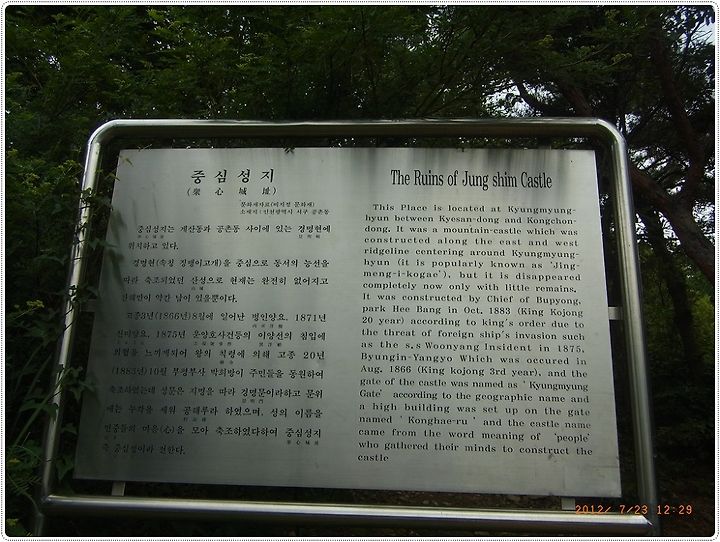 중심성지
(衆心城址)
문화재자료(비지정 문화재)
소재지 : 인천광역시 서구 공촌동
중심성지는 계산동과 공촌동 사이에 있는 경명현에
위치하고 있다.
경명현(속칭 징맹이고개)을 중심으로 동서의 능선을
따라 축조되었던 산성으로 현재는 완전히 없어지고
잔해만이 약간 남아 있을뿐이다.
고종3년(1866년)8월에 일어난 병인양요, 1871년
신미양요, 1875년 운양호사건등의 이양선의 침입에
위협을 느끼게되어 왕의 칙령에 의해 고종 20년
(1883년)10월 부평부사 박희방이 주민들을 동원하여
축조하였는데 성문은 지명을 따라 경명문이라하고 문위
에는 누각을 세워 공해루라 하였으며, 성의 이름을
민중들의 마음(心)을 모아 축조하였다하여 중심성지
즉 중심성이라 전한다.
The Ruins of Jung shim Castle
This Place is located at Kyungmyung-
hyun between Kyesan-dong and Kongchon-
dong. It was a mountain-castle which was
constructed along the east and west
ridgeline centering around Kyungmyung-
hyun (it is popularly known as 'Jing-
meng-i-kogae'), but it is disappeared
completely now only with little remains.
It was constructed by Chief of Bupyong,
park Hee Bang in Oct. 1883 (King Kojong
20 year) according to king's order due to
the threat of foreign ship's invasion such
as the s.s Woonyang Insident in 1875,
Byungin-Yangyo Which was occured in
Aug. 1866 (King kojong 3rd year), and the
gate of the castle was named as 'Kyungmyung
Gate' according to the geographic name and
a high building was set up on the gate
named 'Konghae-ru' and the castle name
came from the word meaning of 'people'
who gathered their minds to construct the
castle
2012/ 7/23 12:29